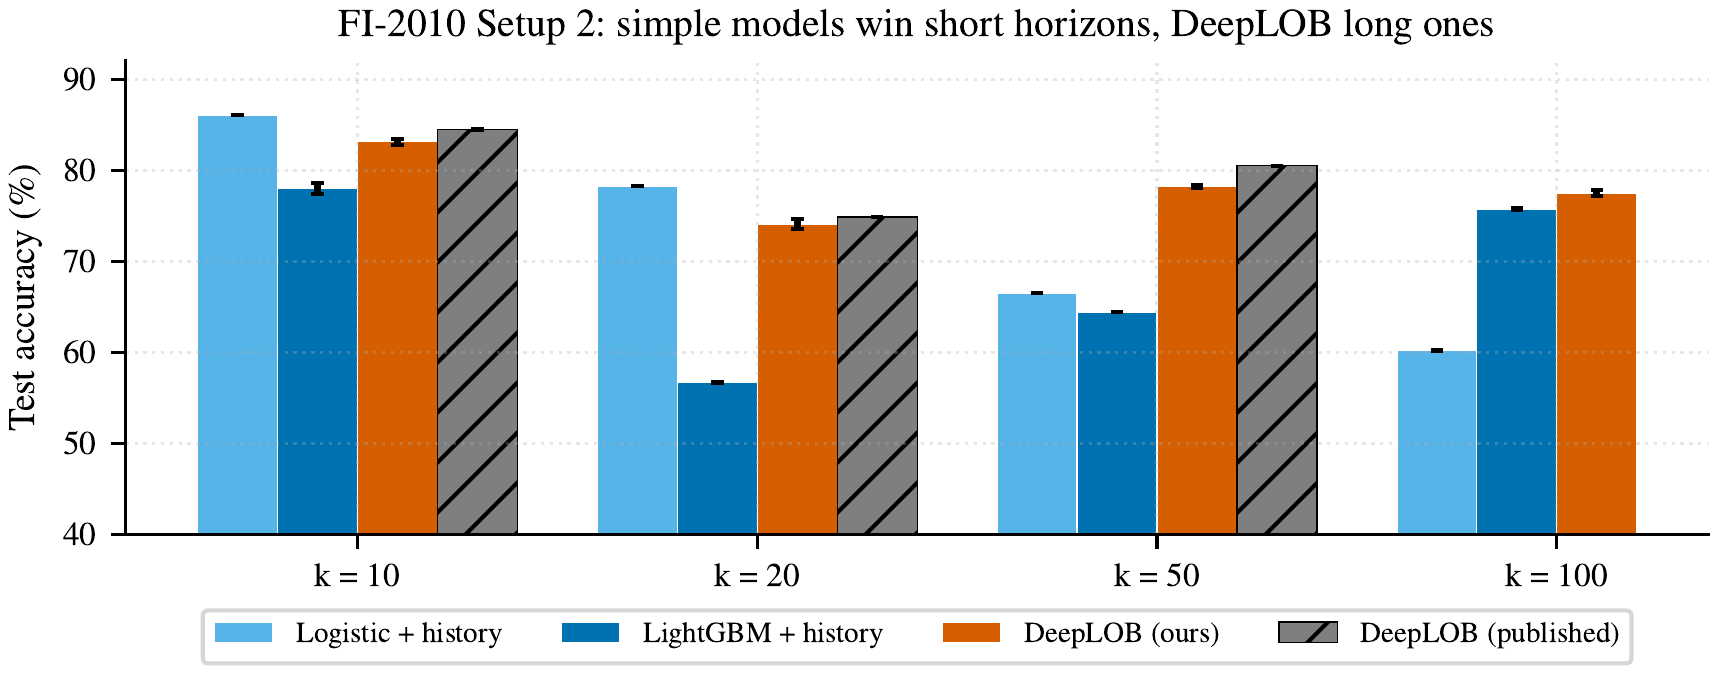 FI-2010 Setup 2: simple models win short horizons, DeepLOB long ones
Test accuracy (%)
90
80
70
60
50
40
k = 10
k = 20
k = 50
k = 100
Logistic + history
LightGBM + history
DeepLOB (ours)
DeepLOB (published)